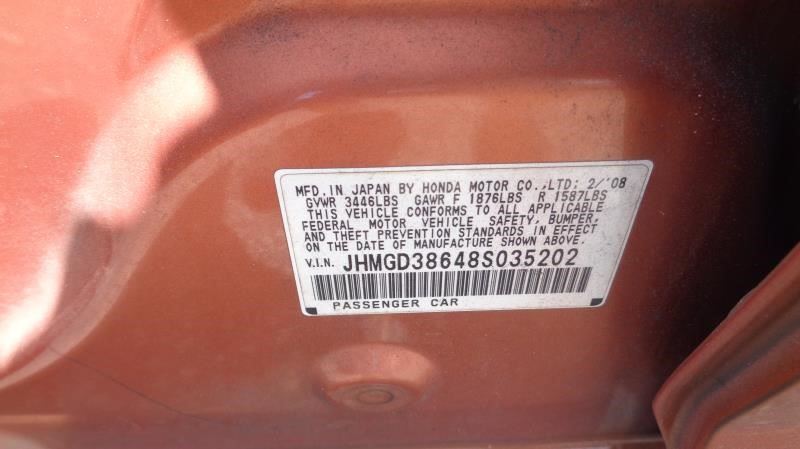 MFD. IN JAPAN BY HONDA MOTOR CO.,LTD; 2/'08
GVWR 3446LBS GAWR F 1876LBS R 1587LBS
THIS VEHICLE CONFORMS TO ALL APPLICABLE
FEDERAL MOTOR VEHICLE SAFETY, BUMPER,
AND THEFT PREVENTION STANDARDS IN EFFECT
ON THE DATE OF MANUFACTURE SHOWN ABOVE.
V.I.N. JHMGD38648S035202
PASSENGER CAR